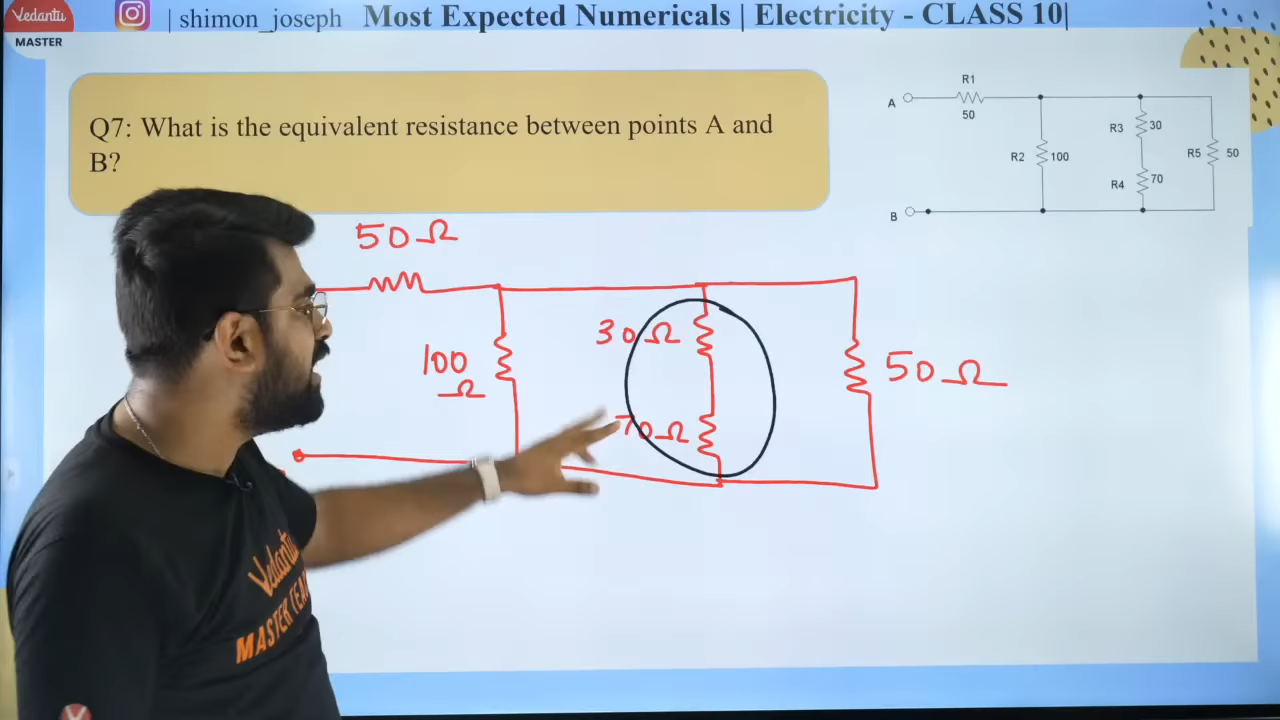 Vedantu
MASTER
| shimon_joseph
Most Expected Numericals | Electricity - CLASS 10|
Q7: What is the equivalent resistance between points A and
B?
A
R1
50
R2
100
R3
30
R4
70
R5
50
B
50 Ω
100
Ω
30 Ω
70 Ω
50 Ω
Vedantu
MASTER TEA